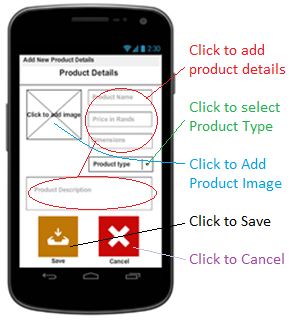 2:30
Add New Product Details
Product Details
Click to add image
Product Name
Price in Rands
Dimensions
Product type
Product Description
Save
Cancel
Click to add
product details
Click to select
Product Type
Click to Add
Product Image
Click to Save
Click to Cancel